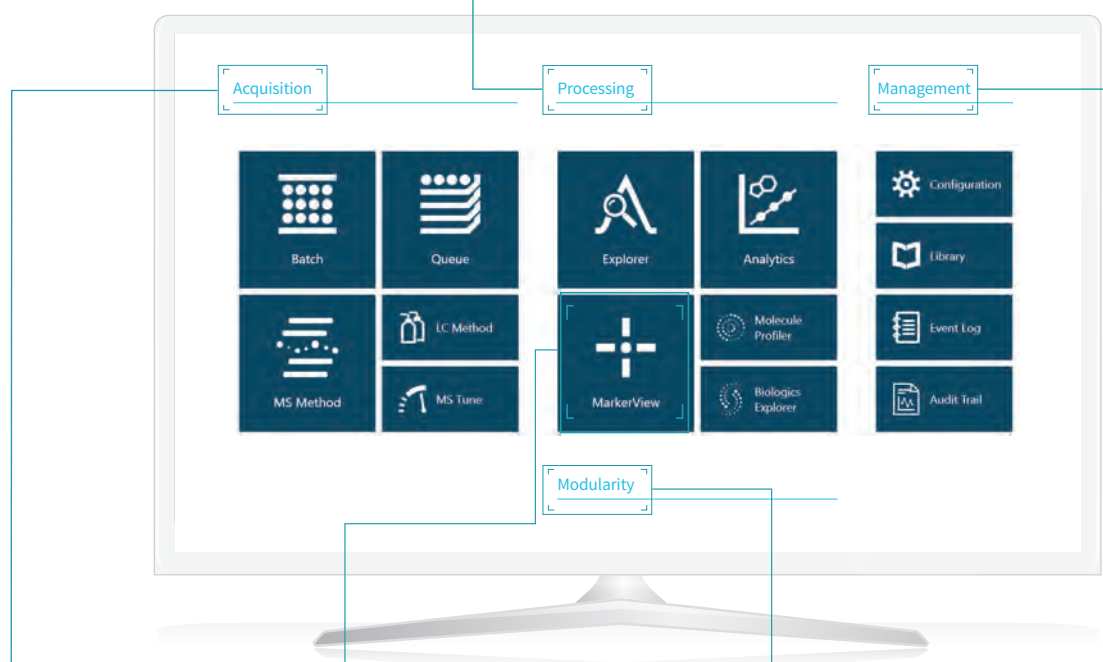 Acquisition
Processing
Management
Batch
Queue
Explorer
Analytics
Configuration
Library
LC Method
MarkerView
Molecule
Profiler
Event Log
MS Method
MS Tune
Biologics
Explorer
Audit Trail
Modularity